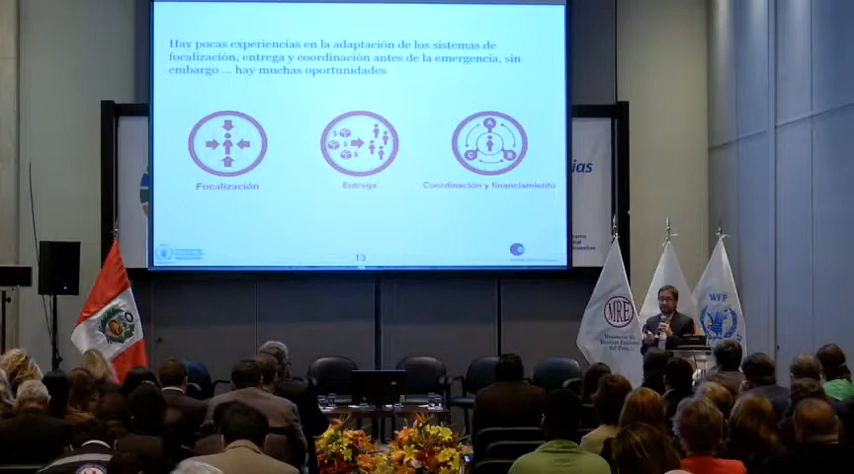 Hay pocas experiencias en la adaptación de los sistemas de
focalización, entrega y coordinación antes de la emergencia, sin
embargo ... hay muchas oportunidades
A
C
B
Focalización
Entrega
Coordinación y financiamiento
13
ias
MRE
WFP